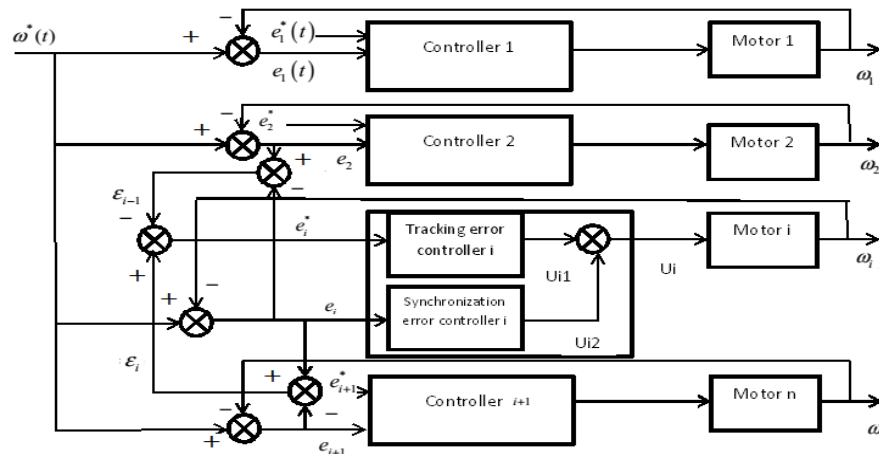 ω*(t)
+
−
e₁*(t)
e₁(t)
Controller 1
Motor 1
ω₁
+
−
e₂*
e₂
Controller 2
Motor 2
ω₂
+
−
εᵢ₋₁
−
+
eᵢ*
Tracking error
controller i
Ui1
Ui
Motor i
ωᵢ
+
−
eᵢ
Synchronization
error controller i
Ui2
εᵢ
+
−
eᵢ₊₁*
Controller i+1
Motor n
ω
+
−
eᵢ₊₁